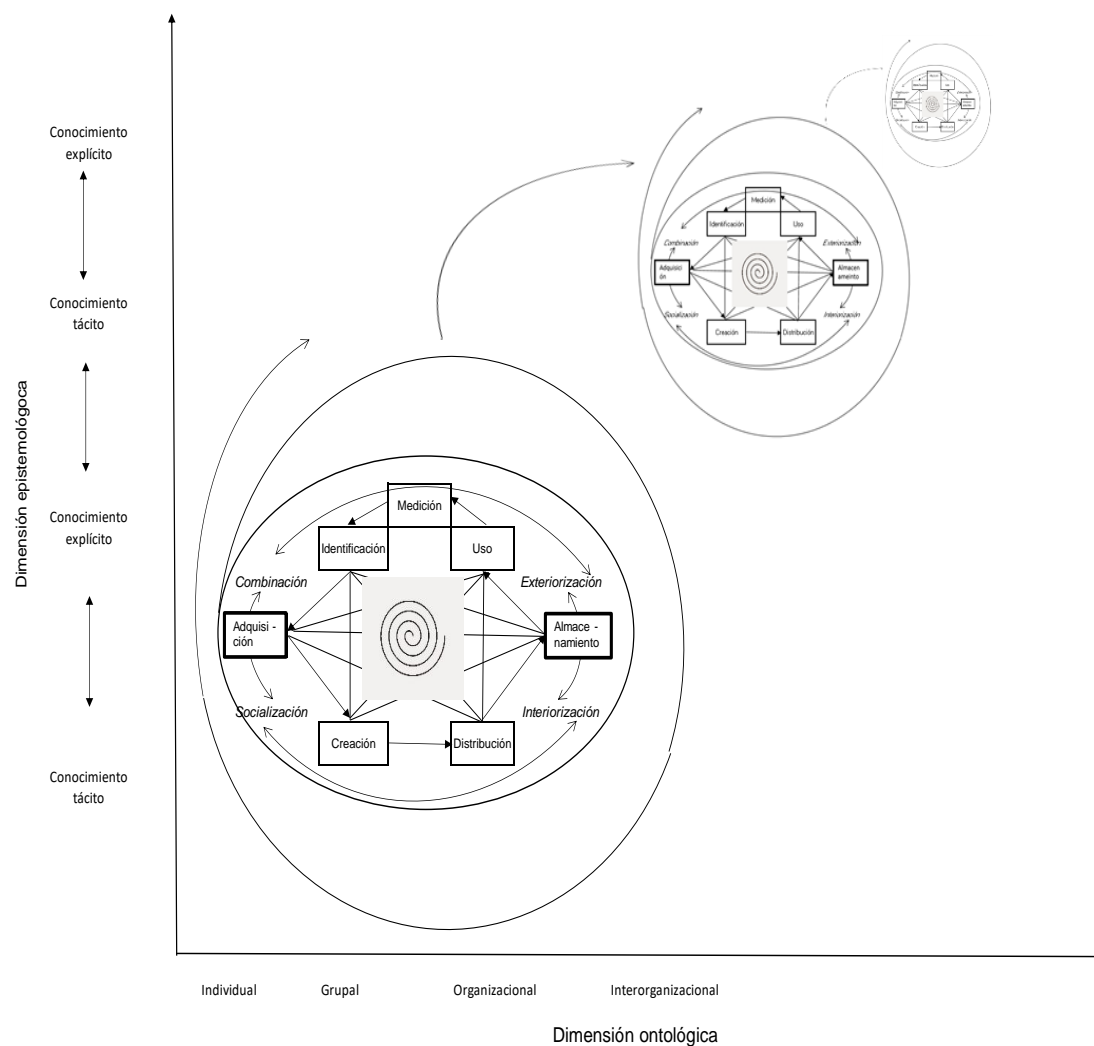 Conocimiento
explícito
Conocimiento
tácito
Conocimiento
explícito
Conocimiento
tácito
Dimensión epistemológoca
Medición
Identificación
Uso
Combinación
Exteriorización
Adquisi -
ción
Almace -
namiento
Socialización
Interiorización
Creación
Distribución
Medición
Identificación
Uso
Combinación
Exteriorización
Adquisici
ón
Almacen
ameinto
Socialización
Interiorización
Creación
Distribución
Individual
Grupal
Organizacional
Interorganizacional
Dimensión ontológica